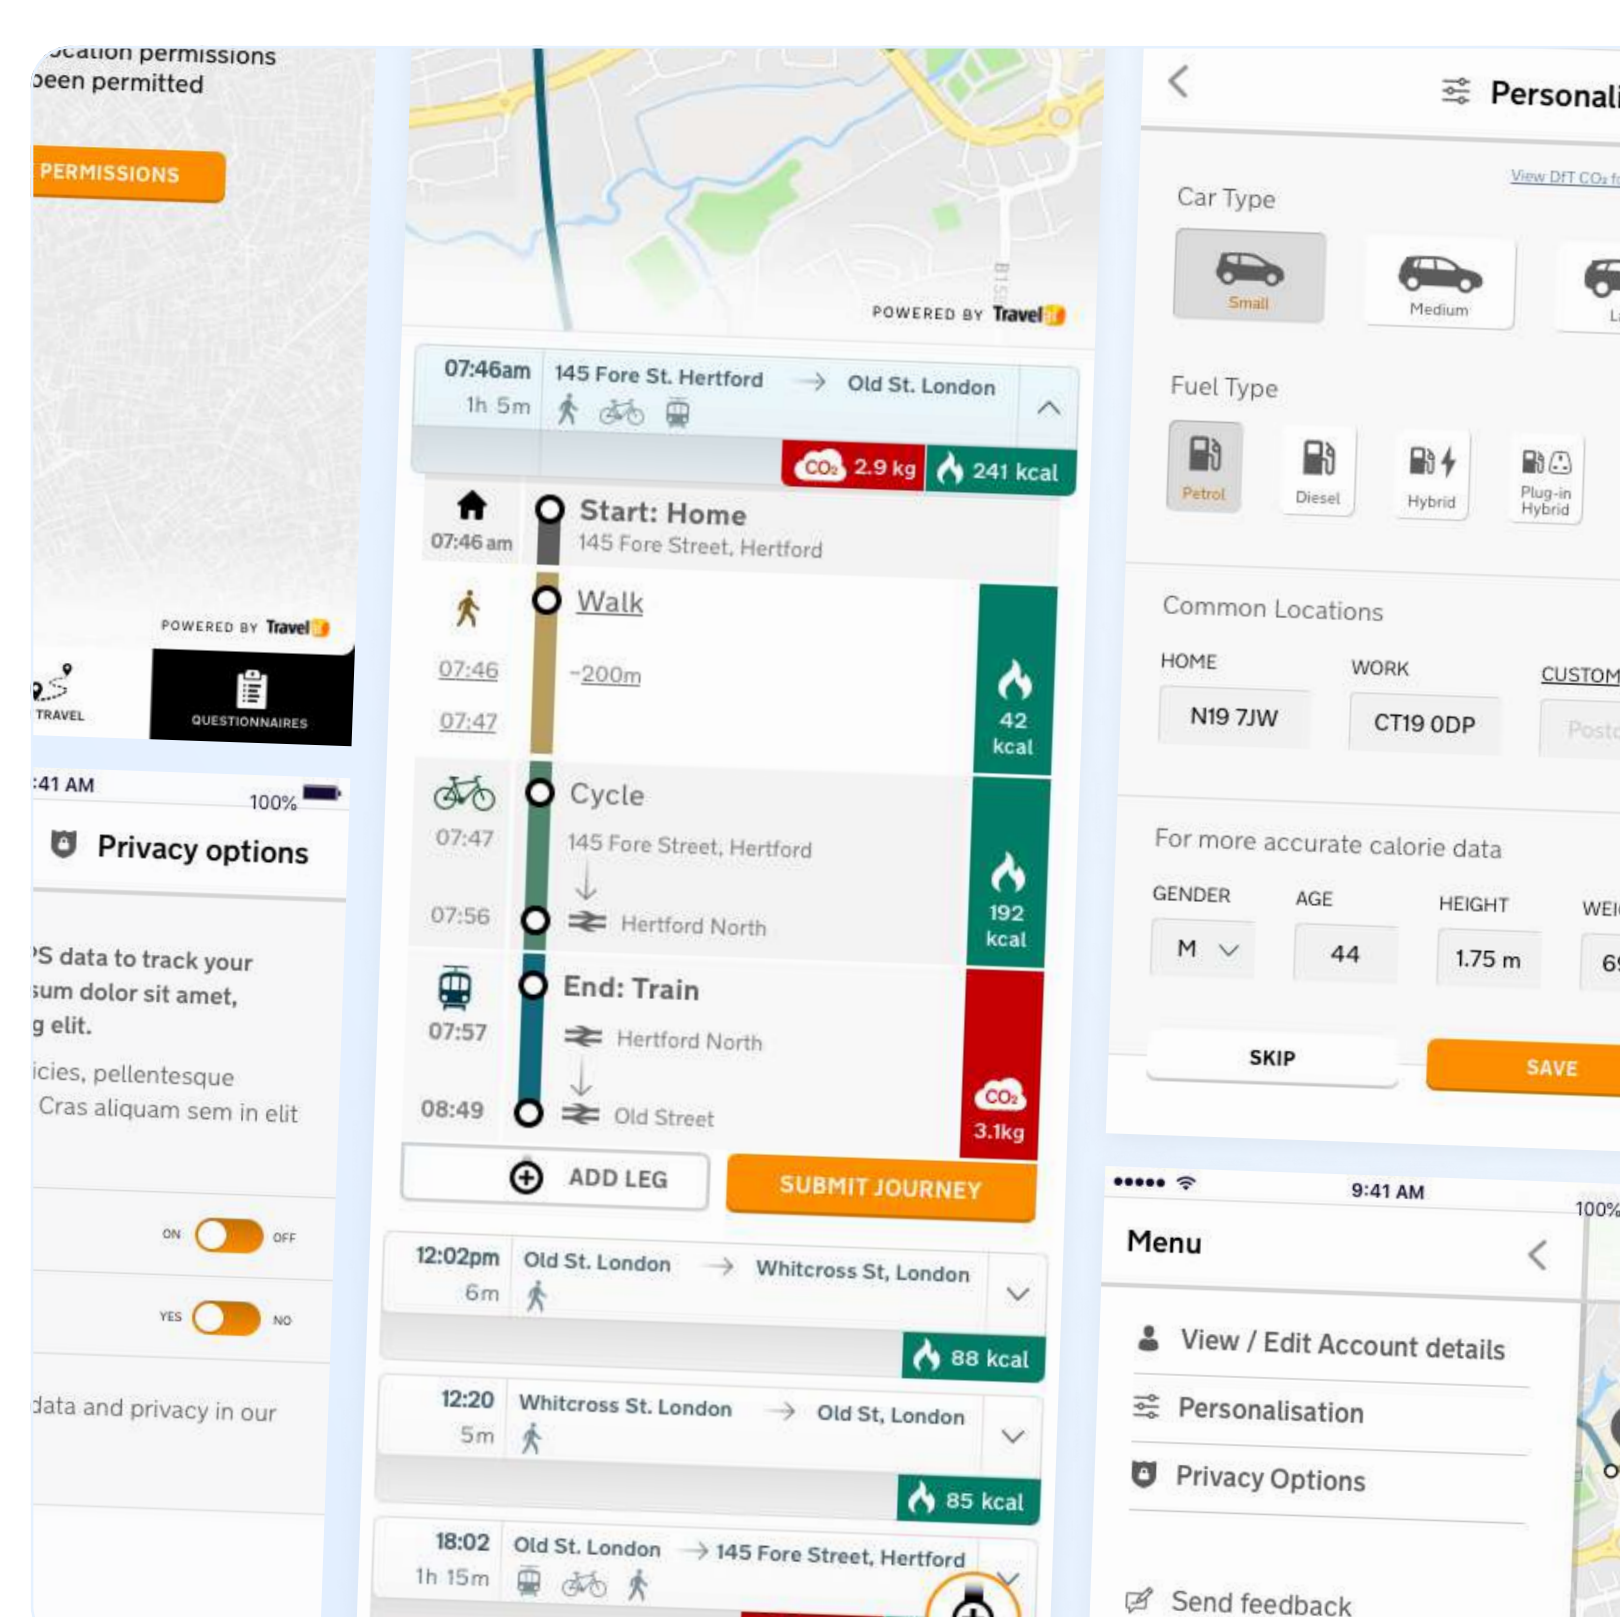 location permissions
been permitted
PERMISSIONS
POWERED BY Travel
TRAVEL
QUESTIONNAIRES
:41 AM
100%
Privacy options
data to track your
dolor sit amet,
elit.
pellentesque
Cras aliquam sem in elit
ON
OFF
YES
NO
data and privacy in our
POWERED BY Travel
07:46am 145 Fore St. Hertford → Old St. London
1h 5m
CO₂ 2.9 kg 241 kcal
Start: Home
07:46 am 145 Fore Street, Hertford
Walk
07:46 ~200m
07:47
42
kcal
Cycle
07:47 145 Fore Street, Hertford
↓
07:56 Hertford North
192
kcal
End: Train
07:57 Hertford North
↓
08:49 Old Street
CO₂
3.1kg
ADD LEG
SUBMIT JOURNEY
12:02pm Old St. London → Whitcross St, London
6m
88 kcal
12:20 Whitcross St. London → Old St, London
5m
85 kcal
18:02 Old St. London → 145 Fore Street, Hertford
1h 15m
View DfT CO₂
Car Type
Small
Medium
Fuel Type
Petrol
Diesel
Hybrid
Plug-in
Hybrid
Common Locations
HOME WORK CUSTOM
N19 7JW CT19 0DP
For more accurate calorie data
GENDER AGE HEIGHT
M 44 1.75 m
SKIP
SAVE
9:41 AM
100%
Menu
View / Edit Account details
Personalisation
Privacy Options
Send feedback